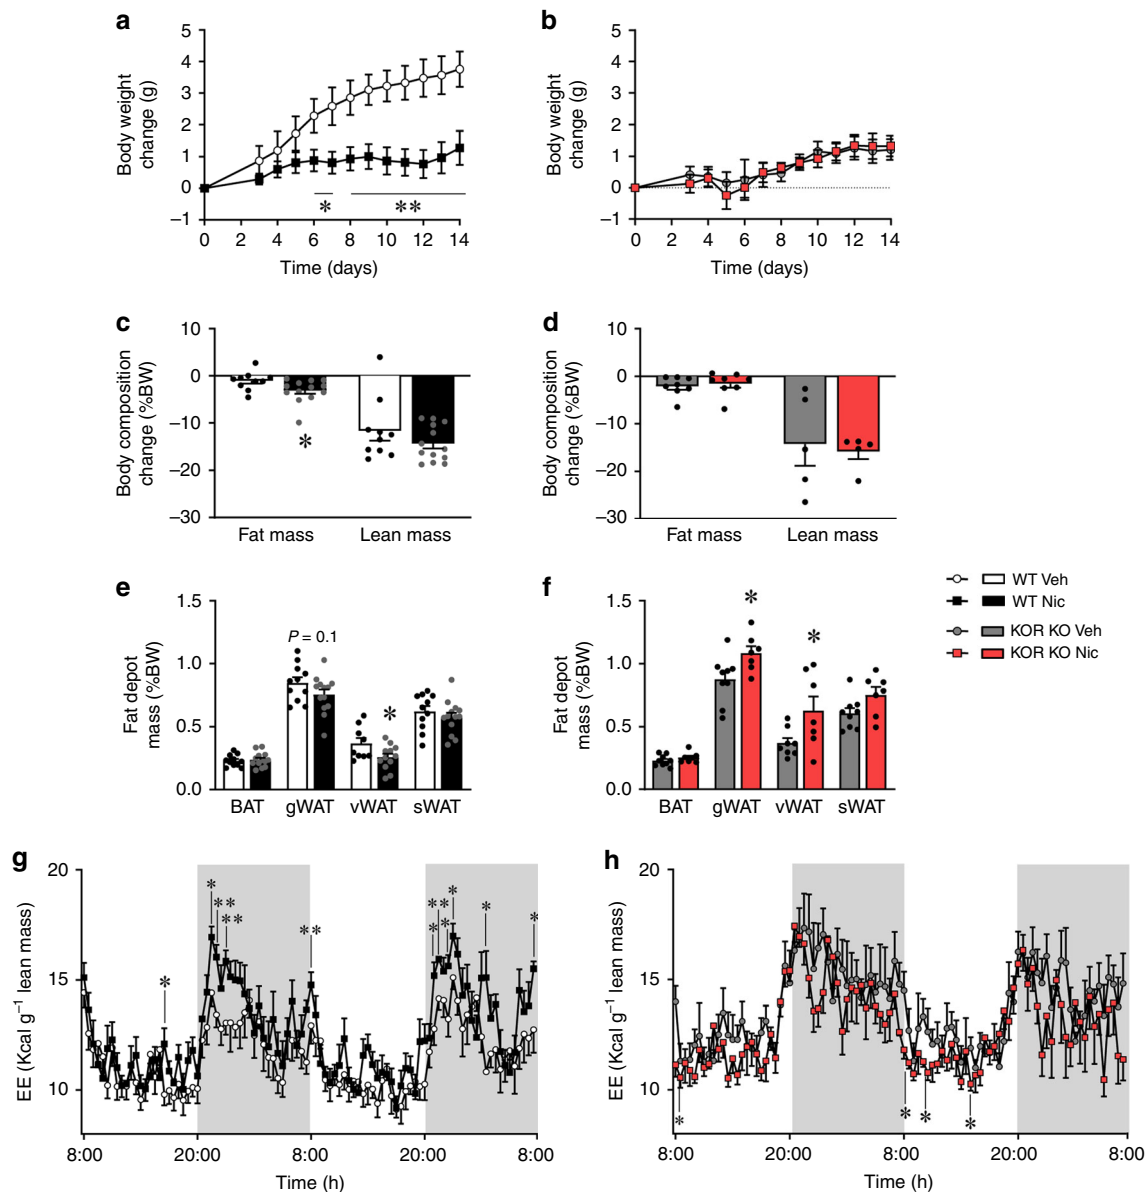 a
5
4
3
2
1
0
–1
Body weight
change (g)
*
**
0 2 4 6 8 10 12 14
Time (days)
b
5
4
3
2
1
0
–1
Body weight
change (g)
0 2 4 6 8 10 12 14
Time (days)
c
10
0
–10
–20
–30
Body composition
change (%BW)
*
Fat mass Lean mass
d
10
0
–10
–20
–30
Body composition
change (%BW)
Fat mass Lean mass
e
1.5
1.0
0.5
0.0
Fat depot
mass (%BW)
P = 0.1
*
BAT gWAT vWAT sWAT
f
1.5
1.0
0.5
0.0
Fat depot
mass (%BW)
*
*
BAT gWAT vWAT sWAT
WT Veh
WT Nic
KOR KO Veh
KOR KO Nic
g
20
15
10
EE (Kcal g⁻¹ lean mass)
* * * * * * * * * * * * * * *
8:00 20:00 8:00 20:00 8:00
Time (h)
h
20
15
10
EE (Kcal g⁻¹ lean mass)
* * * *
8:00 20:00 8:00 20:00 8:00
Time (h)